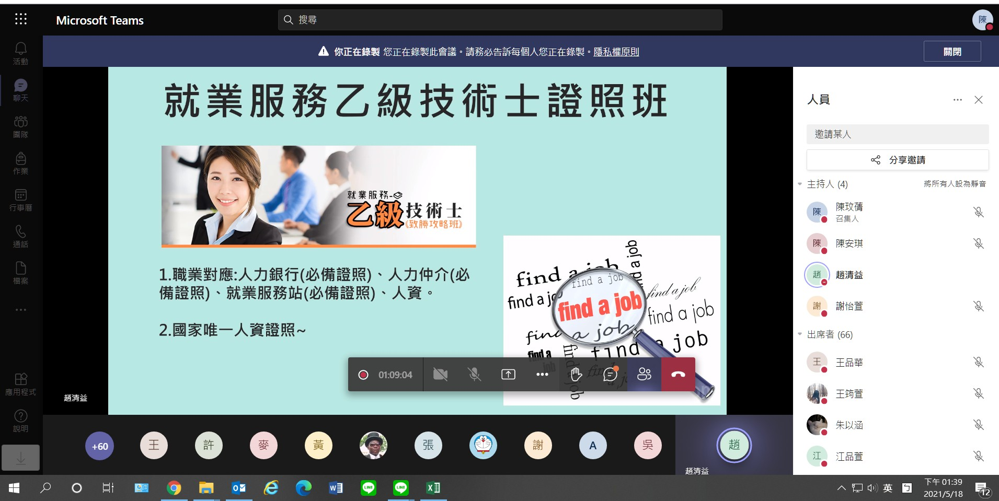 Microsoft Teams
搜尋
陳
你正在錄製 您正在錄製此會議。請務必告訴每個人您正在錄製。隱私權原則
關閉
活動
聊天
團隊
作業
行事曆
通話
檔案
應用程式
說明
就業服務乙級技術士證照班
就業服務-
乙級技術士
《致勝攻略班》
1.職業對應:人力銀行(必備證照)、人力仲介(必
備證照)、就業服務站(必備證照)、人資。
2.國家唯一人資證照~
find a job
find a job
find a job
find a job
find a job
find a job
find a job
find a job
find a job
find a job
01:09:04
趙清益
+60
王
許
麥
黃
張
謝
A
吳
趙
趙清益
人員
邀請某人
分享邀請
主持人 (4)
將所有人設為靜音
陳
陳玟蒨
召集人
陳
陳安琪
趙
趙清益
謝
謝怡萱
出席者 (66)
王
王品華
王筠萱
朱以涵
江
江品萱
英
ㄅ
下午 01:39
2021/5/18
12